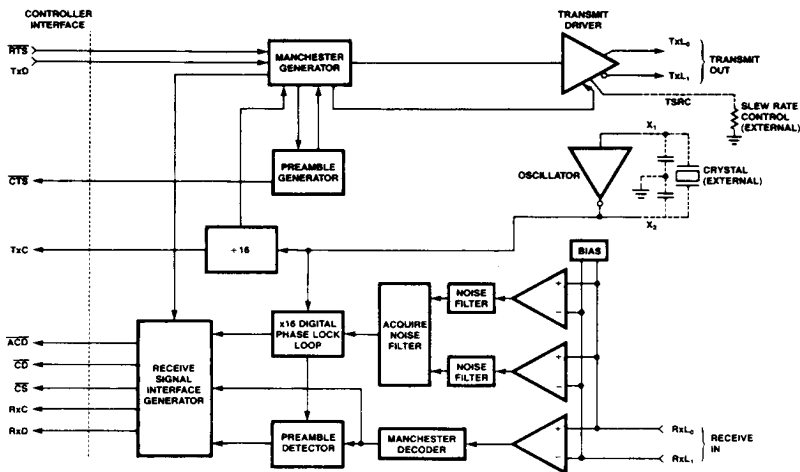 CONTROLLER
INTERFACE
RTS
TxD
CTS
TxC
ACD
CD
CS
RxC
RxD
MANCHESTER
GENERATOR
PREAMBLE
GENERATOR
÷16
TRANSMIT
DRIVER
TxL₀
TxL₁
TRANSMIT
OUT
TSRC
SLEW RATE
CONTROL
(EXTERNAL)
X₁
OSCILLATOR
CRYSTAL
(EXTERNAL)
X₂
BIAS
RECEIVE
SIGNAL
INTERFACE
GENERATOR
x16 DIGITAL
PHASE LOCK
LOOP
PREAMBLE
DETECTOR
ACQUIRE
NOISE
FILTER
NOISE
FILTER
NOISE
FILTER
MANCHESTER
DECODER
+
−
+
−
+
−
RxL₀
RxL₁
RECEIVE
IN